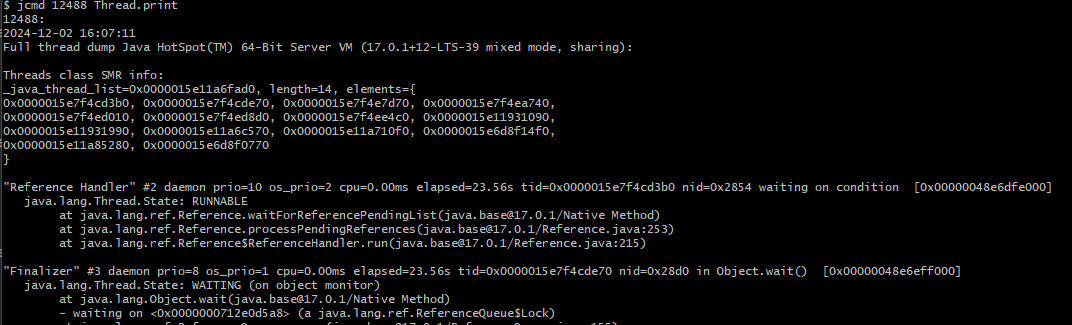 $ jcmd 12488 Thread.print
12488:
2024-12-02 16:07:11
Full thread dump Java HotSpot(TM) 64-Bit Server VM (17.0.1+12-LTS-39 mixed mode, sharing):
Threads class SMR info:
_java_thread_list=0x0000015e11a6fad0, length=14, elements={
0x0000015e7f4cd3b0, 0x0000015e7f4cde70, 0x0000015e7f4e7d70, 0x0000015e7f4ea740,
0x0000015e7f4ed010, 0x0000015e7f4ed8d0, 0x0000015e7f4ee4c0, 0x0000015e11931090,
0x0000015e11931990, 0x0000015e11a6c570, 0x0000015e11a710f0, 0x0000015e6d8f14f0,
0x0000015e11a85280, 0x0000015e6d8f0770
}
"Reference Handler" #2 daemon prio=10 os_prio=2 cpu=0.00ms elapsed=23.56s tid=0x0000015e7f4cd3b0 nid=0x2854 waiting on condition  [0x00000048e6dfe000]
   java.lang.Thread.State: RUNNABLE
        at java.lang.ref.Reference.waitForReferencePendingList(java.base@17.0.1/Native Method)
        at java.lang.ref.Reference.processPendingReferences(java.base@17.0.1/Reference.java:253)
        at java.lang.ref.Reference$ReferenceHandler.run(java.base@17.0.1/Reference.java:215)
"Finalizer" #3 daemon prio=8 os_prio=1 cpu=0.00ms elapsed=23.56s tid=0x0000015e7f4cde70 nid=0x28d0 in Object.wait()  [0x00000048e6eff000]
   java.lang.Thread.State: WAITING (on object monitor)
        at java.lang.Object.wait(java.base@17.0.1/Native Method)
        - waiting on <0x0000000712e0d5a8> (a java.lang.ref.ReferenceQueue$Lock)